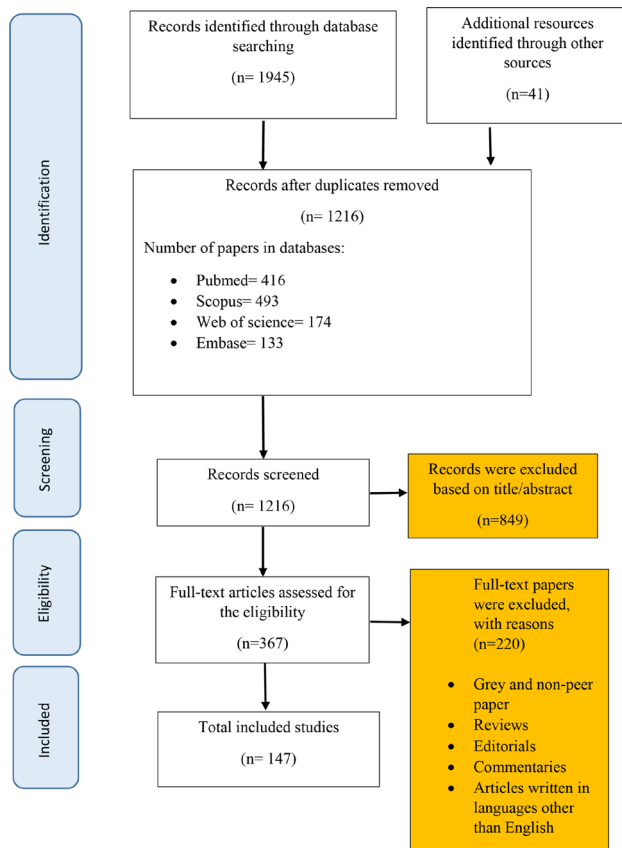 Records identified through database
searching
(n= 1945)
Additional resources
identified through other
sources
(n=41)
Identification
Records after duplicates removed
(n= 1216)
Number of papers in databases:
• Pubmed= 416
• Scopus= 493
• Web of science= 174
• Embase= 133
Screening
Records screened
(n= 1216)
Records were excluded
based on title/abstract
(n=849)
Eligibility
Full-text articles assessed for
the eligibility
(n=367)
Full-text papers
were excluded,
with reasons
(n=220)
• Grey and non-peer
paper
• Reviews
• Editorials
• Commentaries
• Articles written in
languages other
than English
Included
Total included studies
(n= 147)